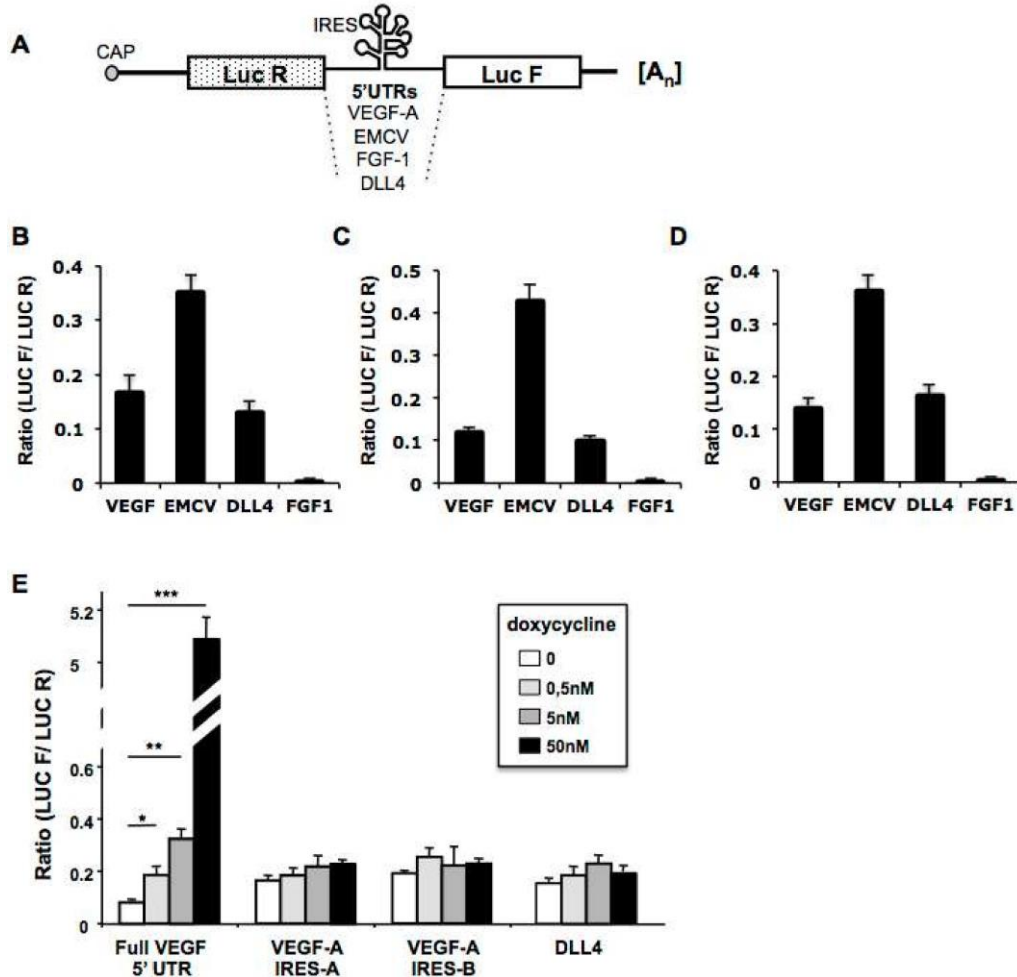 A
CAP
Luc R
IRES
5'UTRs
VEGF-A
EMCV
FGF-1
DLL4
Luc F
[Aₙ]
B
Ratio (LUC F/ LUC R)
0.4
0.3
0.2
0.1
0
VEGF EMCV DLL4 FGF1
C
Ratio (LUC F/ LUC R)
0.5
0.4
0.3
0.2
0.1
0
VEGF EMCV DLL4 FGF1
D
Ratio (LUC F/ LUC R)
0.4
0.3
0.2
0.1
0
VEGF EMCV DLL4 FGF1
E
Ratio (LUC F/ LUC R)
5.2
5
0.6
0.4
0.2
0
***
**
*
doxycycline
0
0,5nM
5nM
50nM
Full VEGF
5' UTR
VEGF-A
IRES-A
VEGF-A
IRES-B
DLL4